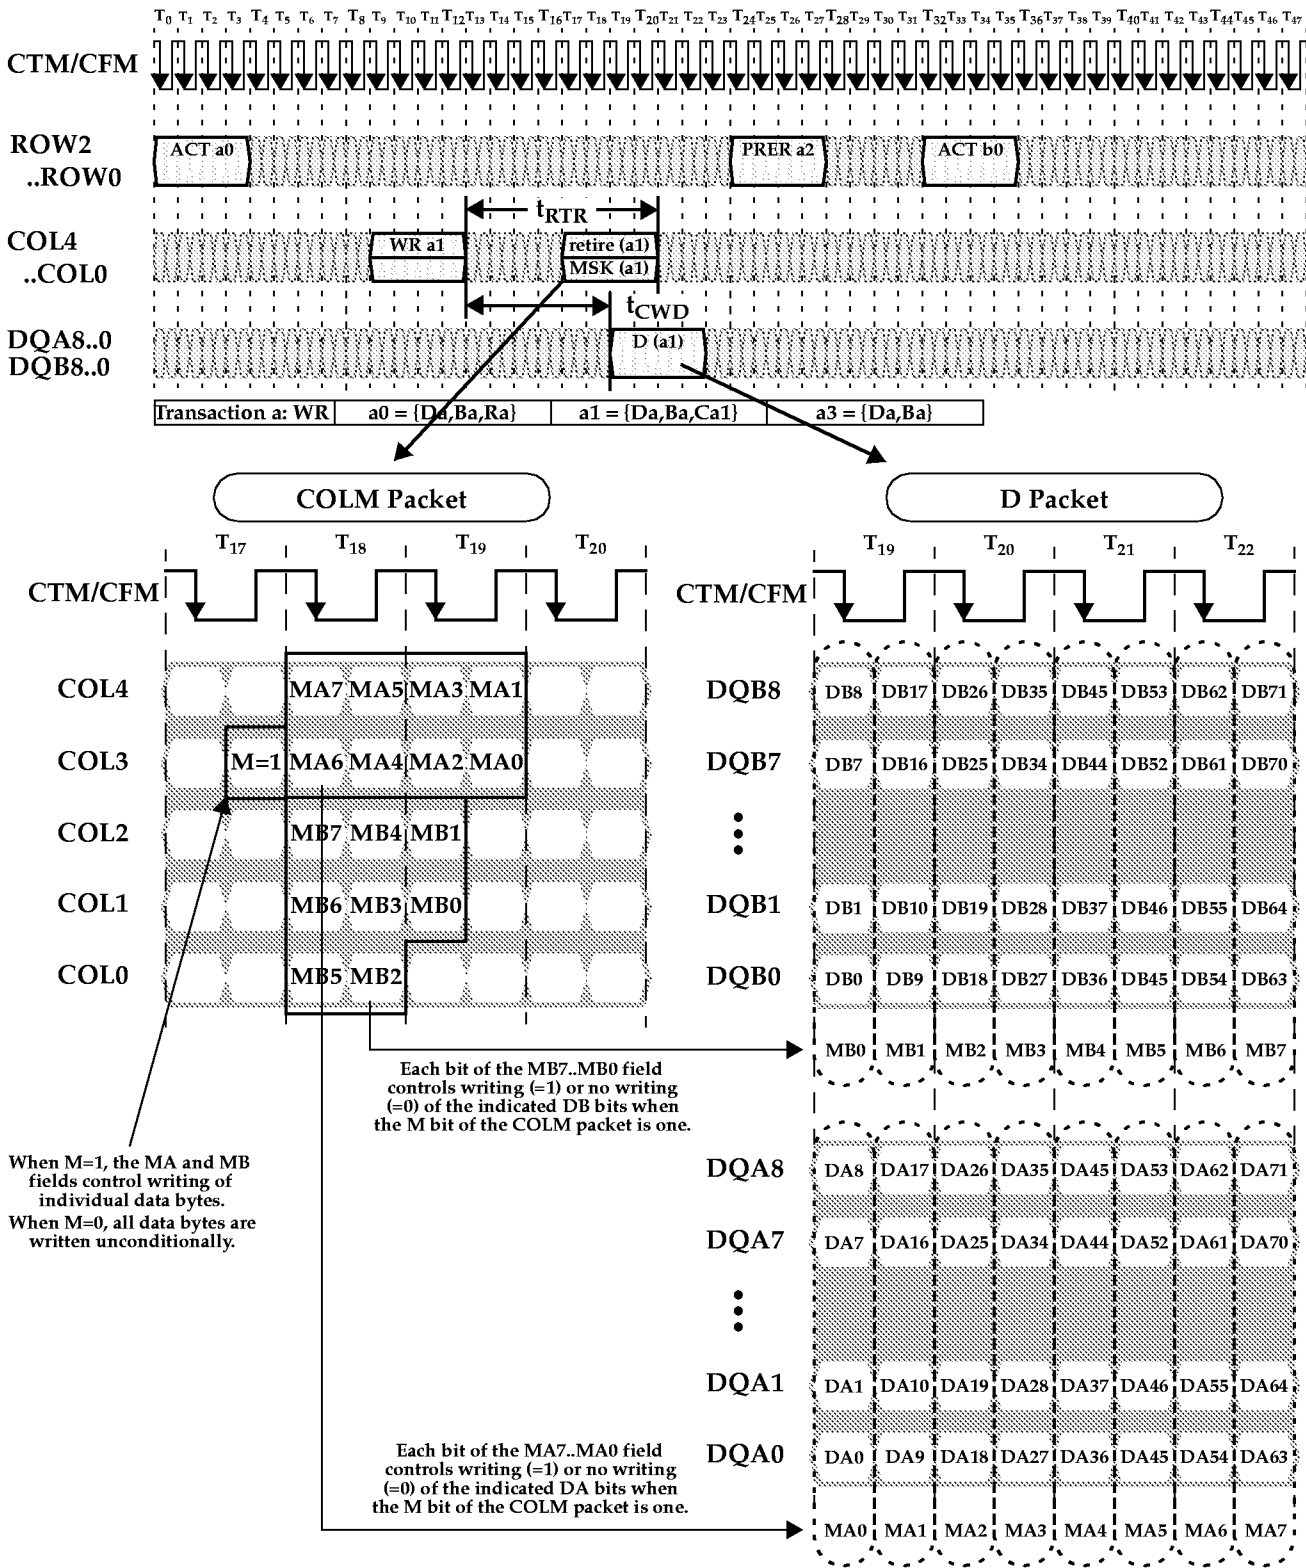 T0 T1 T2 T3 T4 T5 T6 T7 T8 T9 T10 T11 T12 T13 T14 T15 T16 T17 T18 T19 T20 T21 T22 T23 T24 T25 T26 T27 T28 T29 T30 T31 T32 T33 T34 T35 T36 T37 T38 T39 T40 T41 T42 T43 T44 T45 T46 T47
CTM/CFM
ROW2
..ROW0
ACT a0 PRER a2 ACT b0
tRTR
COL4
..COL0
WR a1 retire (a1)
MSK (a1)
tCWD
DQA8..0
DQB8..0
D (a1)
Transaction a: WR a0 = {Da,Ba,Ra} a1 = {Da,Ba,Ca1} a3 = {Da,Ba}
COLM Packet
T17 T18 T19 T20
CTM/CFM
COL4 MA7 MA5 MA3 MA1
COL3 M=1 MA6 MA4 MA2 MA0
COL2 MB7 MB4 MB1
COL1 MB6 MB3 MB0
COL0 MB5 MB2
Each bit of the MB7..MB0 field
controls writing (=1) or no writing
(=0) of the indicated DB bits when
the M bit of the COLM packet is one.
When M=1, the MA and MB
fields control writing of
individual data bytes.
When M=0, all data bytes are
written unconditionally.
Each bit of the MA7..MA0 field
controls writing (=1) or no writing
(=0) of the indicated DA bits when
the M bit of the COLM packet is one.
D Packet
T19 T20 T21 T22
CTM/CFM
DQB8 DB8 DB17 DB26 DB35 DB45 DB53 DB62 DB71
DQB7 DB7 DB16 DB25 DB34 DB44 DB52 DB61 DB70
DQB1 DB1 DB10 DB19 DB28 DB37 DB46 DB55 DB64
DQB0 DB0 DB9 DB18 DB27 DB36 DB45 DB54 DB63
MB0 MB1 MB2 MB3 MB4 MB5 MB6 MB7
DQA8 DA8 DA17 DA26 DA35 DA45 DA53 DA62 DA71
DQA7 DA7 DA16 DA25 DA34 DA44 DA52 DA61 DA70
DQA1 DA1 DA10 DA19 DA28 DA37 DA46 DA55 DA64
DQA0 DA0 DA9 DA18 DA27 DA36 DA45 DA54 DA63
MA0 MA1 MA2 MA3 MA4 MA5 MA6 MA7